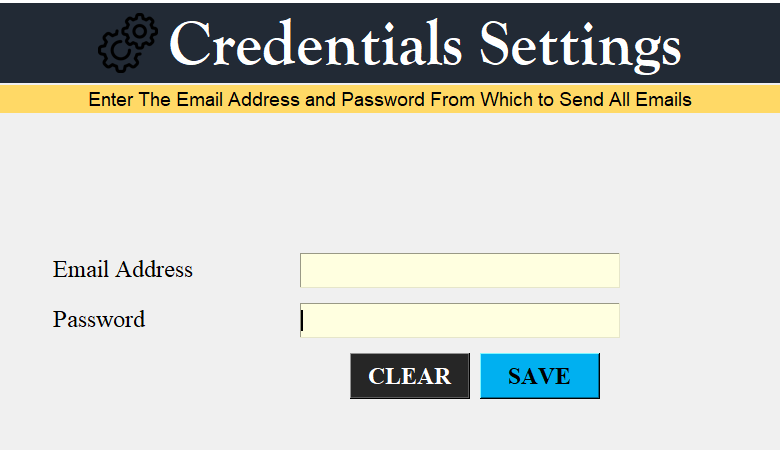 Credentials Settings
Enter The Email Address and Password From Which to Send All Emails
Email Address
Password
CLEAR SAVE